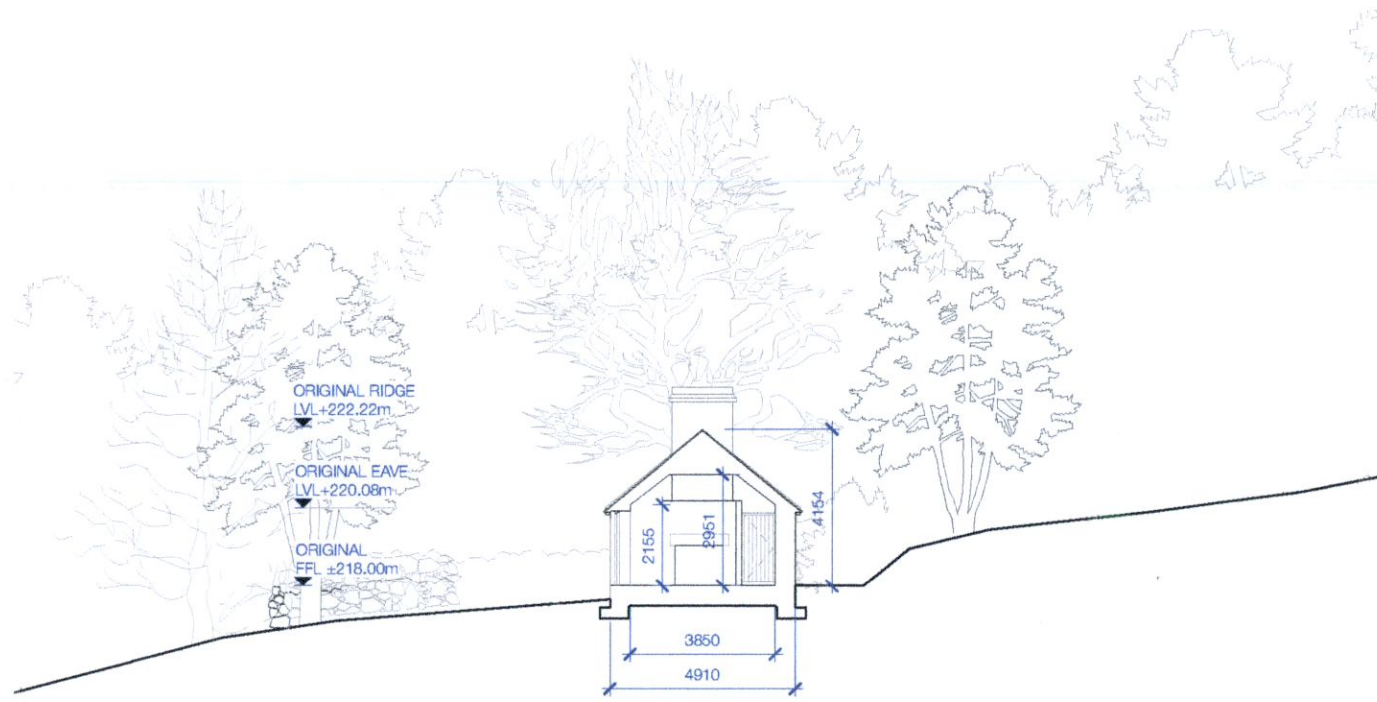 ORIGINAL RIDGE
LVL+222.22m
ORIGINAL EAVE
LVL+220.08m
ORIGINAL
FFL ±218.00m
2155
2951
4154
3850
4910